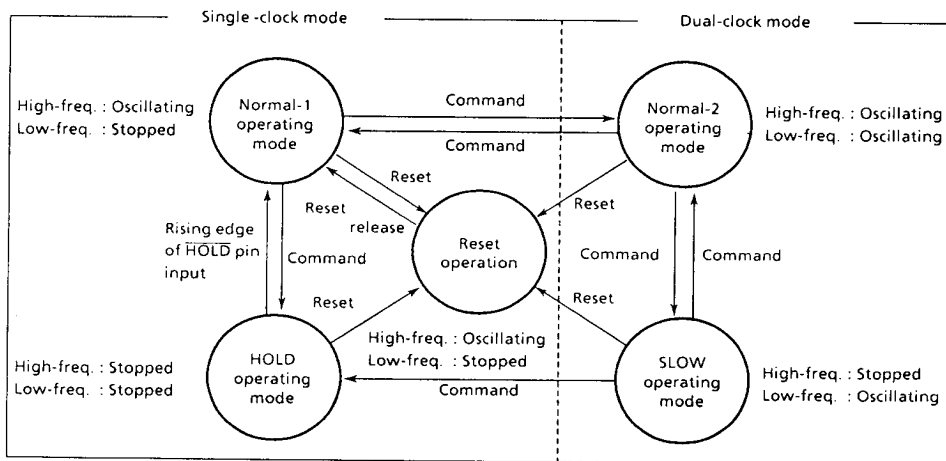 Single -clock mode
Dual-clock mode
High-freq. : Oscillating
Low-freq. : Stopped
Normal-1
operating
mode
Command
Command
Normal-2
operating
mode
High-freq. : Oscillating
Low-freq. : Oscillating
Reset
Reset
release
Reset
Rising edge
of HOLD pin
input
Command
Reset
operation
Command
Command
Reset
Reset
High-freq. : Oscillating
Low-freq. : Stopped
High-freq. : Stopped
Low-freq. : Stopped
HOLD
operating
mode
Command
SLOW
operating
mode
High-freq. : Stopped
Low-freq. : Oscillating